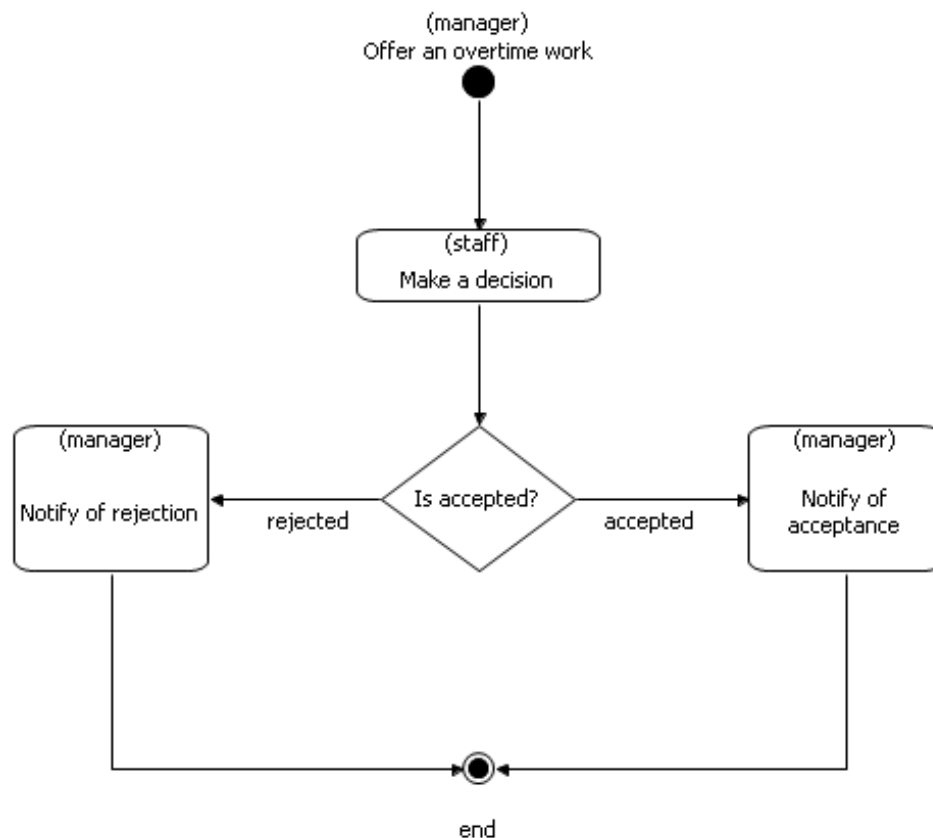 (manager)
Offer an overtime work
(staff)
Make a decision
(manager)
Notify of rejection
Is accepted?
rejected
accepted
(manager)
Notify of
acceptance
end